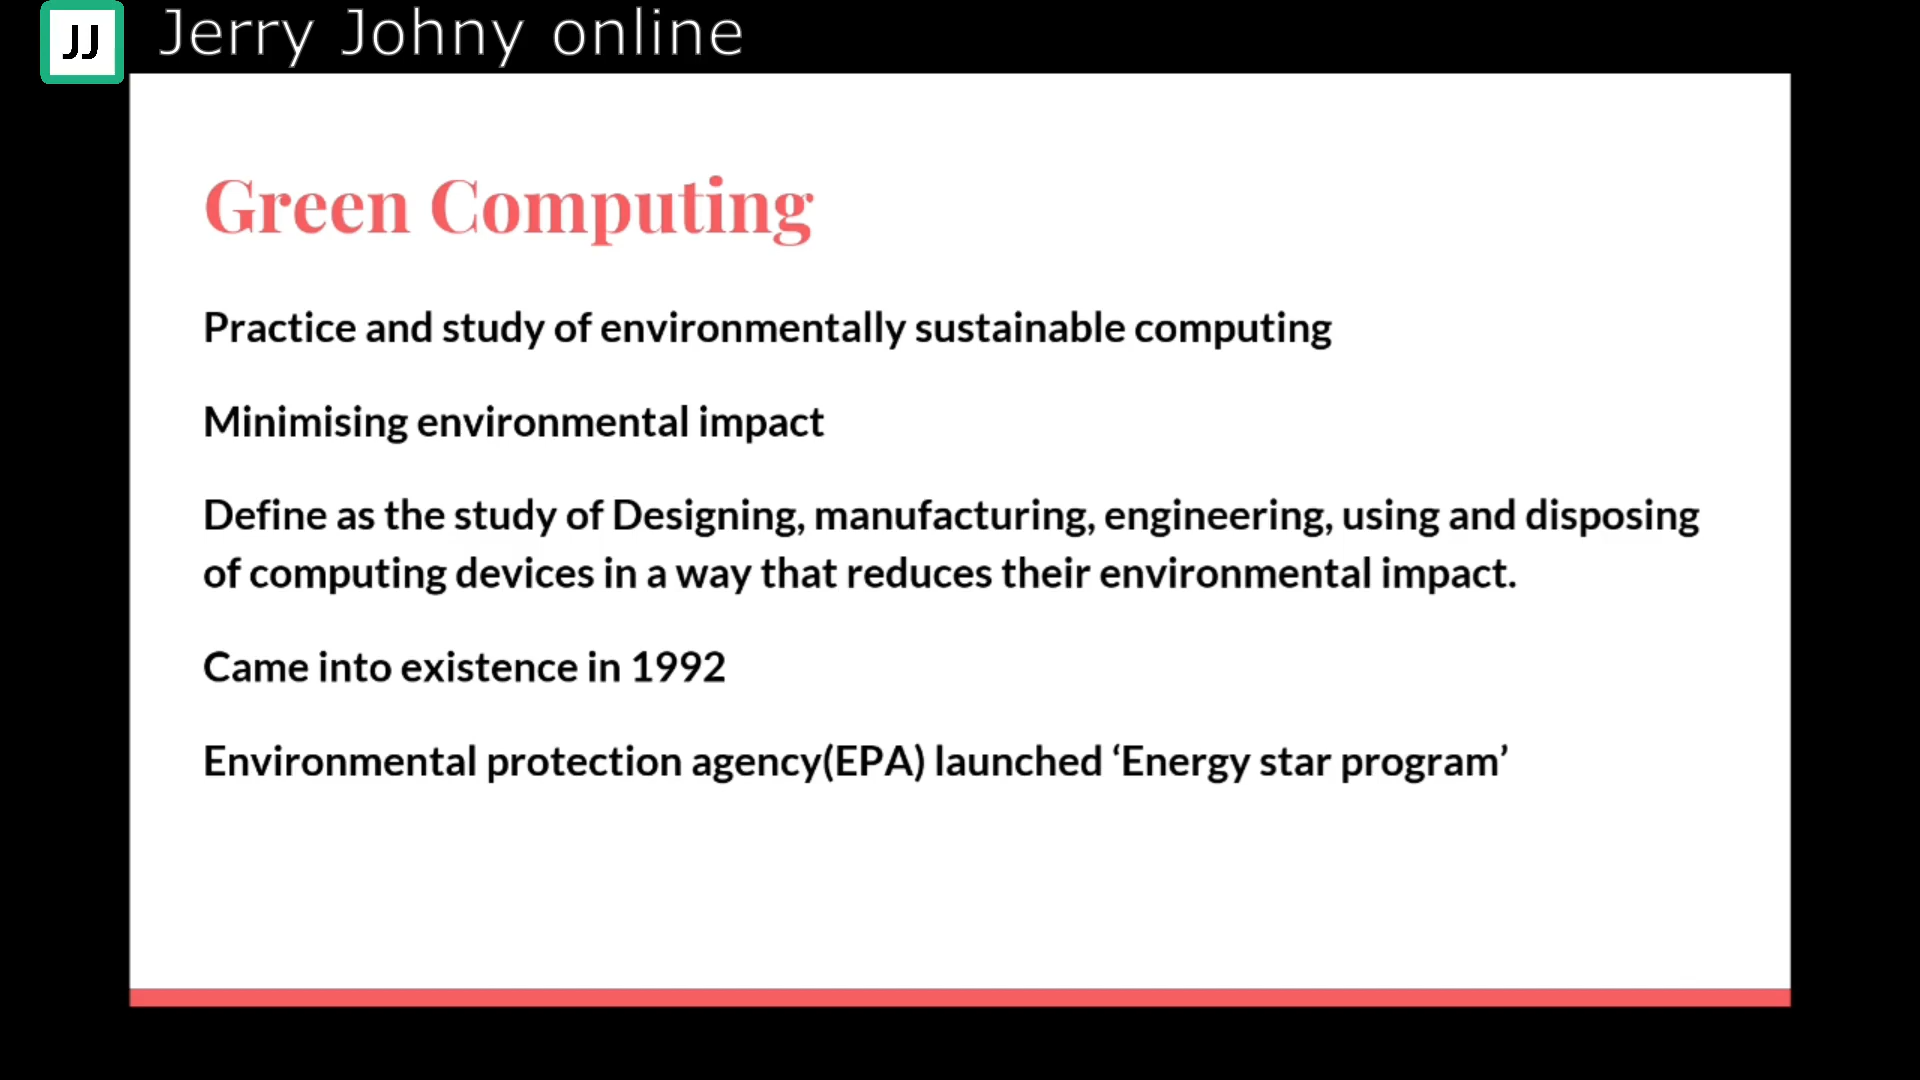 JJ Jerry Johny online
Green Computing
Practice and study of environmentally sustainable computing
Minimising environmental impact
Define as the study of Designing, manufacturing, engineering, using and disposing
of computing devices in a way that reduces their environmental impact.
Came into existence in 1992
Environmental protection agency(EPA) launched ‘Energy star program’